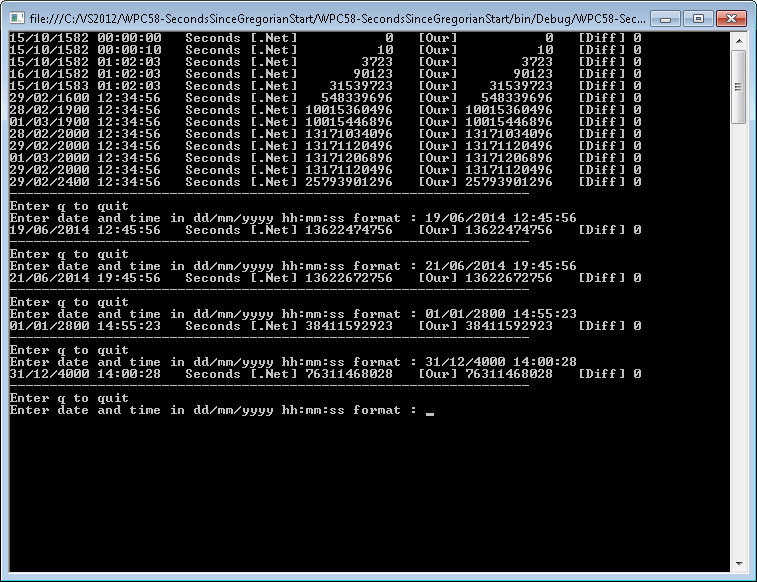 file:///C:/VS2012/WPC58-SecondsSinceGregorianStart/WPC58-SecondsSinceGregorianStart/bin/Debug/WPC58-Sec...
15/10/1582 00:00:00   Seconds [.Net]           0   [Our]           0   [Diff] 0
15/10/1582 00:00:10   Seconds [.Net]          10   [Our]          10   [Diff] 0
15/10/1582 01:02:03   Seconds [.Net]        3723   [Our]        3723   [Diff] 0
16/10/1582 01:02:03   Seconds [.Net]       90123   [Our]       90123   [Diff] 0
15/10/1583 01:02:03   Seconds [.Net]    31539723   [Our]    31539723   [Diff] 0
29/02/1600 12:34:56   Seconds [.Net]   548339696   [Our]   548339696   [Diff] 0
28/02/1900 12:34:56   Seconds [.Net] 10015360496   [Our] 10015360496   [Diff] 0
01/03/1900 12:34:56   Seconds [.Net] 10015446896   [Our] 10015446896   [Diff] 0
28/02/2000 12:34:56   Seconds [.Net] 13171034096   [Our] 13171034096   [Diff] 0
29/02/2000 12:34:56   Seconds [.Net] 13171120496   [Our] 13171120496   [Diff] 0
01/03/2000 12:34:56   Seconds [.Net] 13171206896   [Our] 13171206896   [Diff] 0
29/02/2000 12:34:56   Seconds [.Net] 13171120496   [Our] 13171120496   [Diff] 0
29/02/2400 12:34:56   Seconds [.Net] 25793901296   [Our] 25793901296   [Diff] 0
Enter q to quit
Enter date and time in dd/mm/yyyy hh:mm:ss format : 19/06/2014 12:45:56
19/06/2014 12:45:56   Seconds [.Net] 13622474756   [Our] 13622474756   [Diff] 0
Enter q to quit
Enter date and time in dd/mm/yyyy hh:mm:ss format : 21/06/2014 19:45:56
21/06/2014 19:45:56   Seconds [.Net] 13622672756   [Our] 13622672756   [Diff] 0
Enter q to quit
Enter date and time in dd/mm/yyyy hh:mm:ss format : 01/01/2800 14:55:23
01/01/2800 14:55:23   Seconds [.Net] 38411592923   [Our] 38411592923   [Diff] 0
Enter q to quit
Enter date and time in dd/mm/yyyy hh:mm:ss format : 31/12/4000 14:00:28
31/12/4000 14:00:28   Seconds [.Net] 76311468028   [Our] 76311468028   [Diff] 0
Enter q to quit
Enter date and time in dd/mm/yyyy hh:mm:ss format : _